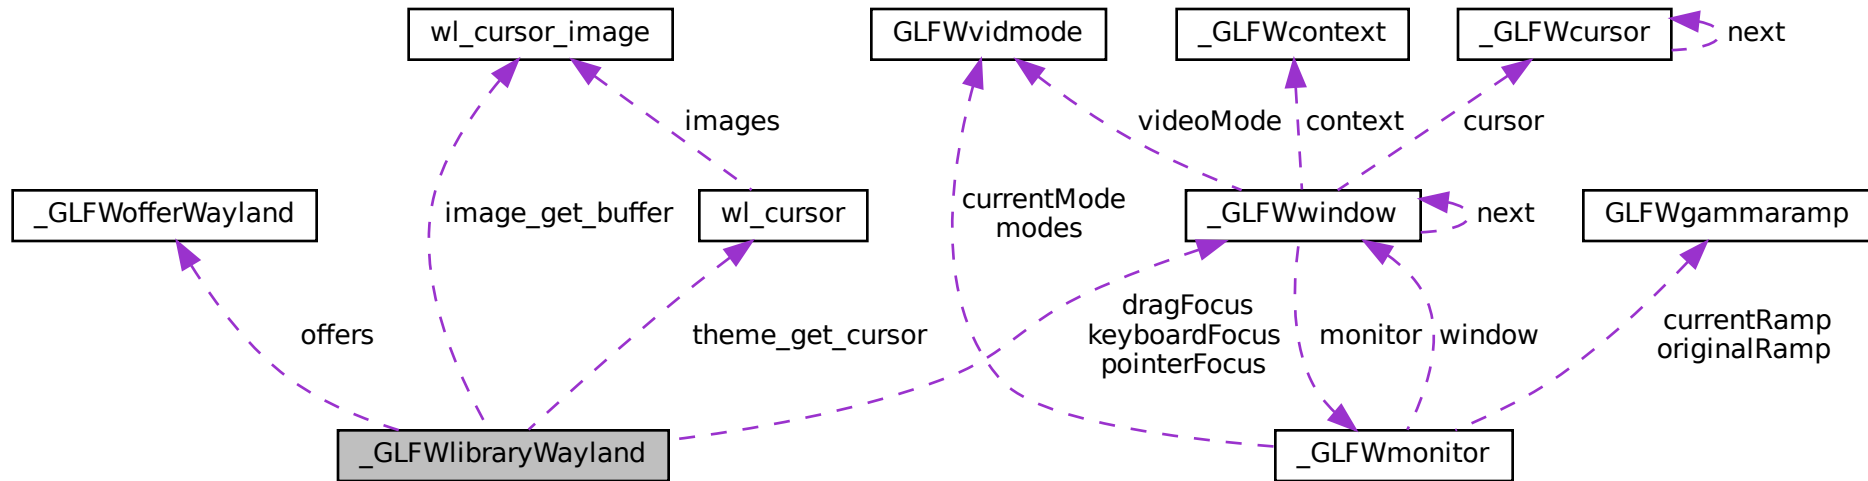 wl_cursor_image
GLFWvidmode
_GLFWcontext
_GLFWcursor
next
images
videoMode
context
cursor
_GLFWofferWayland
image_get_buffer
wl_cursor
currentMode
modes
_GLFWwindow
next
GLFWgammaramp
offers
theme_get_cursor
dragFocus
keyboardFocus
pointerFocus
monitor
window
currentRamp
originalRamp
_GLFWlibraryWayland
_GLFWmonitor